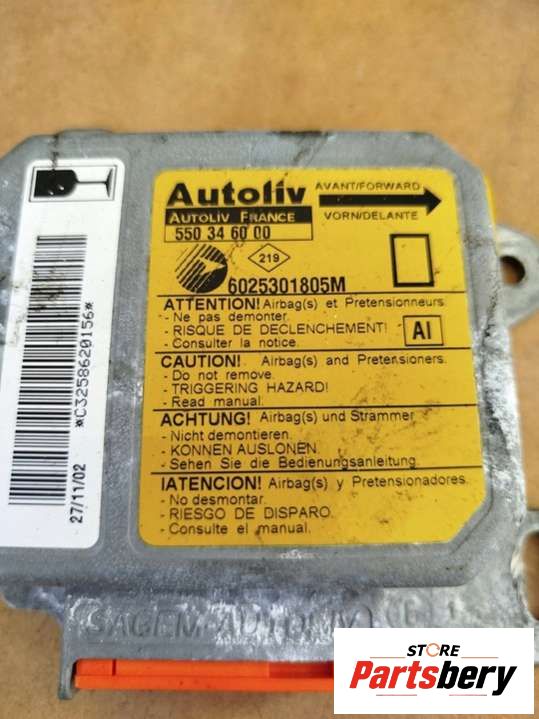 Autoliv
AVANT/FORWARD
AUTOLIV FRANCE
VORN/DELANTE
550 34 60 00
219
6025301805M
ATTENTION! Airbag(s) et Pretensionneurs
- Ne pas demonter.
- RISQUE DE DECLENCHEMENT!
- Consulter la notice.
AI
CAUTION! Airbag(s) and Pretensioners.
- Do not remove.
- TRIGGERING HAZARD!
- Read manual.
ACHTUNG! Airbag(s) und Strammer
- Nicht demontieren.
- KONNEN AUSLONEN.
- Sehen Sie die Bedienungsanleitung
!ATENCION! Airbag(s) y Pretensionadores.
- No desmontar.
- RIESGO DE DISPARO.
- Consulte el manual.
*C3258620156*
27/11/02
SAGEM-AUTOLIV
STORE
Partsbery